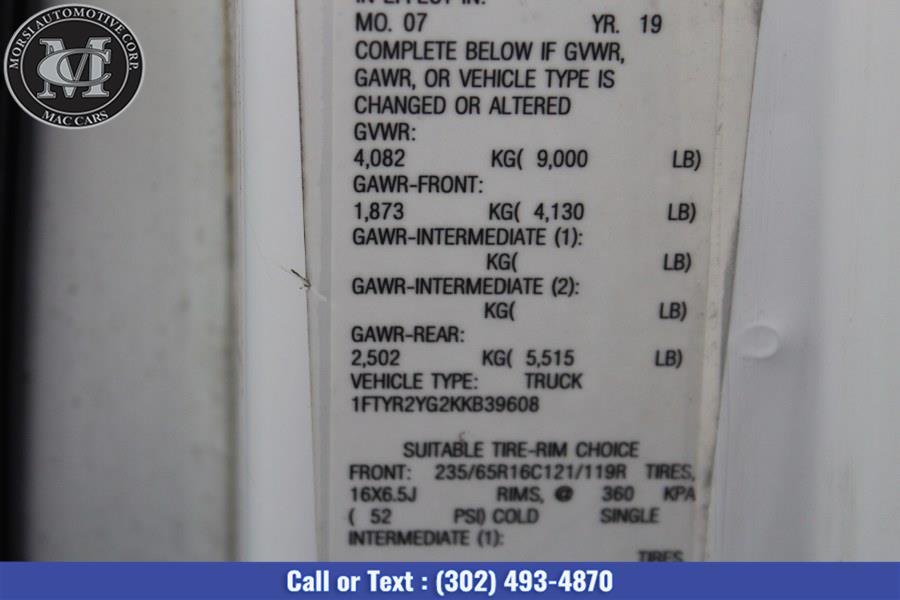 MORSI AUTOMOTIVE CORP.
MC
MAC CARS
IN EFFECT IN:
MO. 07 YR. 19
COMPLETE BELOW IF GVWR,
GAWR, OR VEHICLE TYPE IS
CHANGED OR ALTERED
GVWR:
4,082 KG( 9,000 LB)
GAWR-FRONT:
1,873 KG( 4,130 LB)
GAWR-INTERMEDIATE (1):
KG( LB)
GAWR-INTERMEDIATE (2):
KG( LB)
GAWR-REAR:
2,502 KG( 5,515 LB)
VEHICLE TYPE: TRUCK
1FTYR2YG2KKB39608
SUITABLE TIRE-RIM CHOICE
FRONT: 235/65R16C121/119R TIRES,
16X6.5J RIMS, @ 360 KPA
( 52 PSI) COLD SINGLE
INTERMEDIATE (1):
TIRES
Call or Text : (302) 493-4870